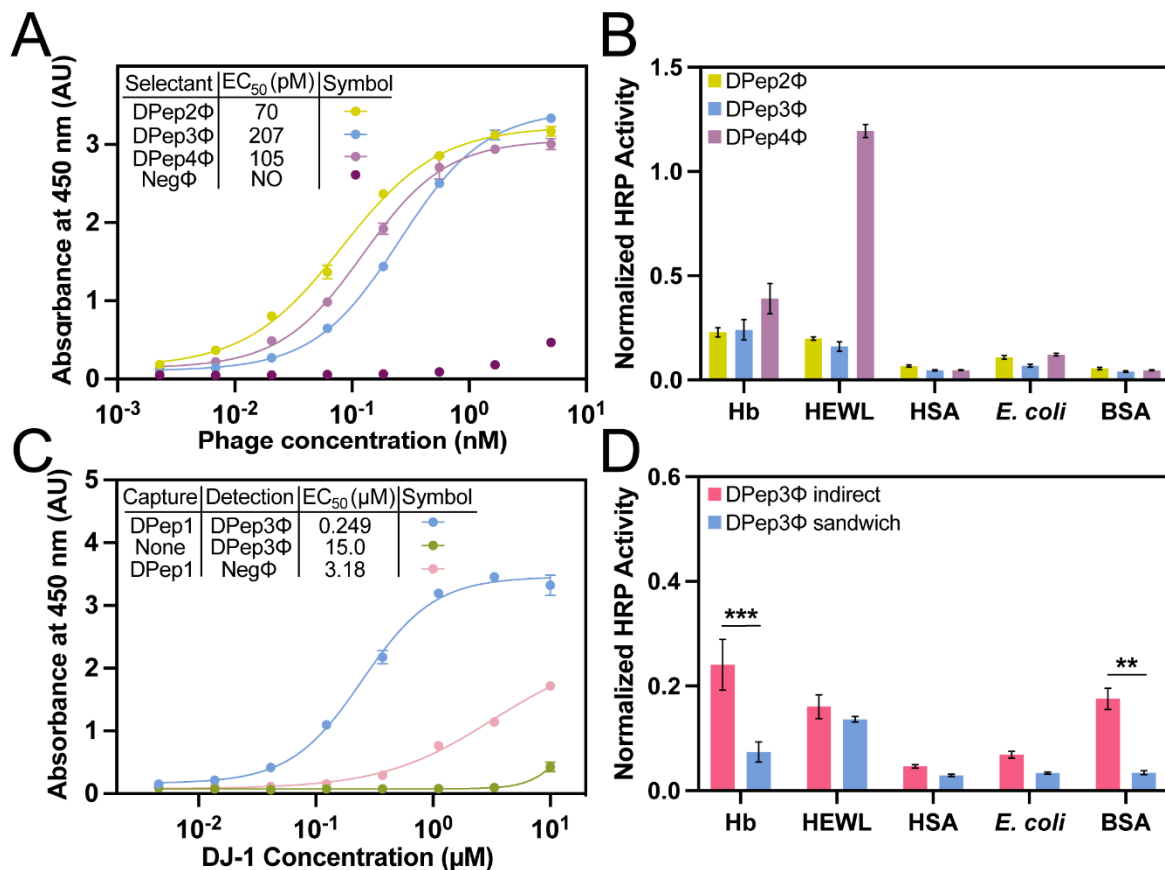 A
Absorbance at 450 nm (AU)
3
2
1
0
Selectant EC50 (pM) Symbol
DPep2Φ 70
DPep3Φ 207
DPep4Φ 105
NegΦ NO
10-3 10-2 10-1 100 101
Phage concentration (nM)
B
Normalized HRP Activity
1.5
1.0
0.5
0.0
DPep2Φ
DPep3Φ
DPep4Φ
Hb HEWL HSA E. coli BSA
C
Absorbance at 450 nm (AU)
5
4
3
2
1
0
Capture Detection EC50 (μM) Symbol
DPep1 DPep3Φ 0.249
None DPep3Φ 15.0
DPep1 NegΦ 3.18
10-2 10-1 100 101
DJ-1 Concentration (μM)
D
Normalized HRP Activity
0.6
0.4
0.2
0.0
DPep3Φ indirect
DPep3Φ sandwich
***
**
Hb HEWL HSA E. coli BSA